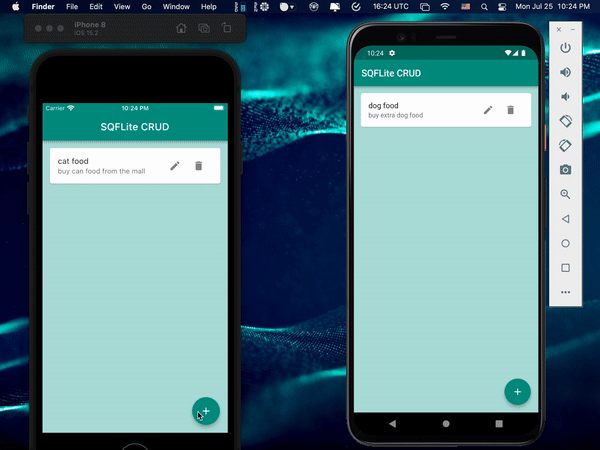 Finder File Edit View Go Window Help 16:24 UTC Mon Jul 25 10:24 PM
iPhone 8
iOS 15.2
Carrier 10:24 PM
SQFLite CRUD
cat food
buy can food from the mall
10:24
SQFLite CRUD
dog food
buy extra dog food